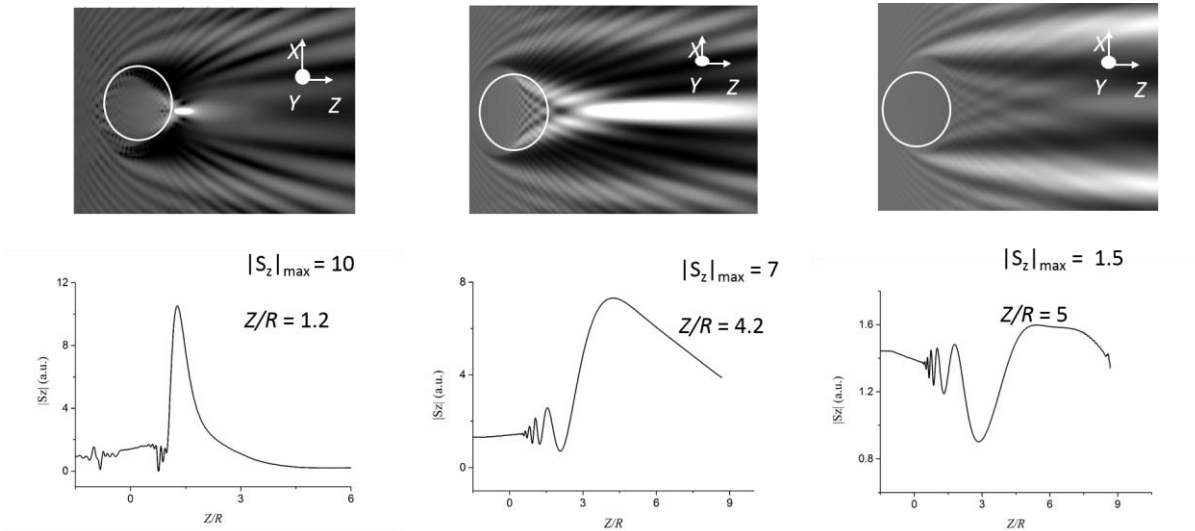 X
Y Z
X
Y Z
X
Y Z
|Sz|max = 10
Z/R = 1.2
12
8
4
0
|Sz| (a.u.)
0 3 6
Z/R
|Sz|max = 7
Z/R = 4.2
8
4
0
|Sz| (a.u.)
0 3 6 9
Z/R
|Sz|max = 1.5
Z/R = 5
1.6
1.2
0.8
|Sz| (a.u.)
0 3 6 9
Z/R